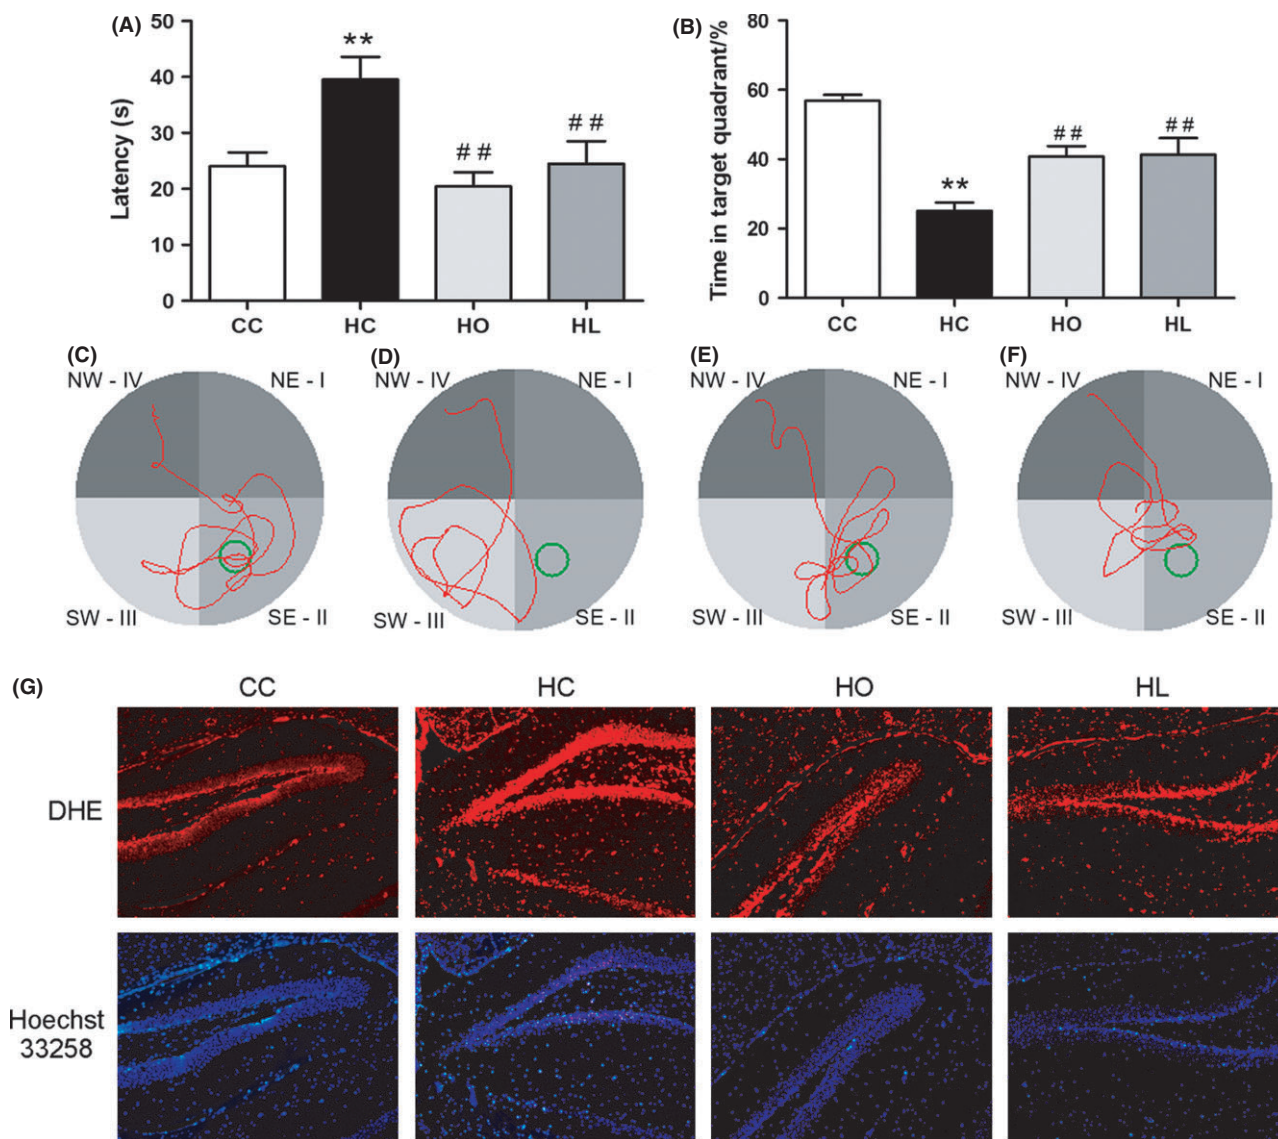 (A)
Latency (s)
50
40
30
20
10
0
**
##
##
CC HC HO HL
(B)
Time in target quadrant/%
80
60
40
20
0
**
##
##
CC HC HO HL
(C)
NW - IV NE - I
SW - III SE - II
(D)
NW - IV NE - I
SW - III SE - II
(E)
NW - IV NE - I
SW - III SE - II
(F)
NW - IV NE - I
SW - III SE - II
(G)
CC HC HO HL
DHE
Hoechst
33258